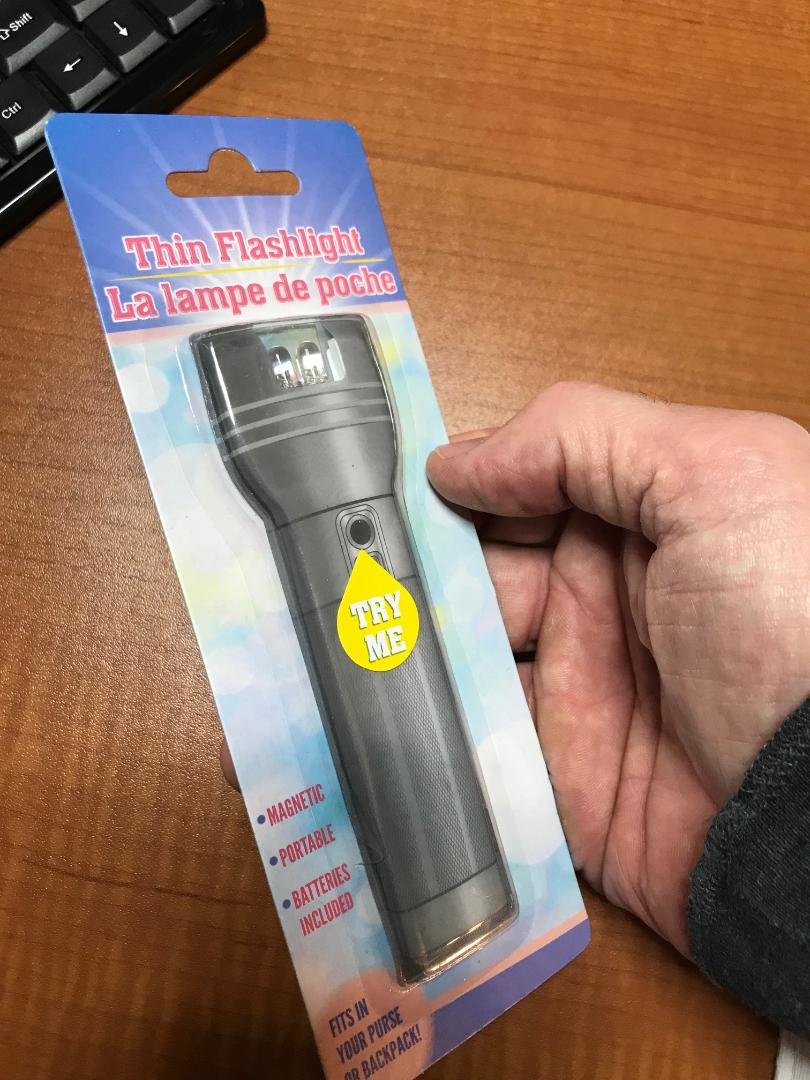 Shift
Ctrl
Thin Flashlight
La lampe de poche
TRY
ME
• MAGNETIC
• PORTABLE
• BATTERIES
INCLUDED
FITS IN
YOUR PURSE
OR BACKPACK!